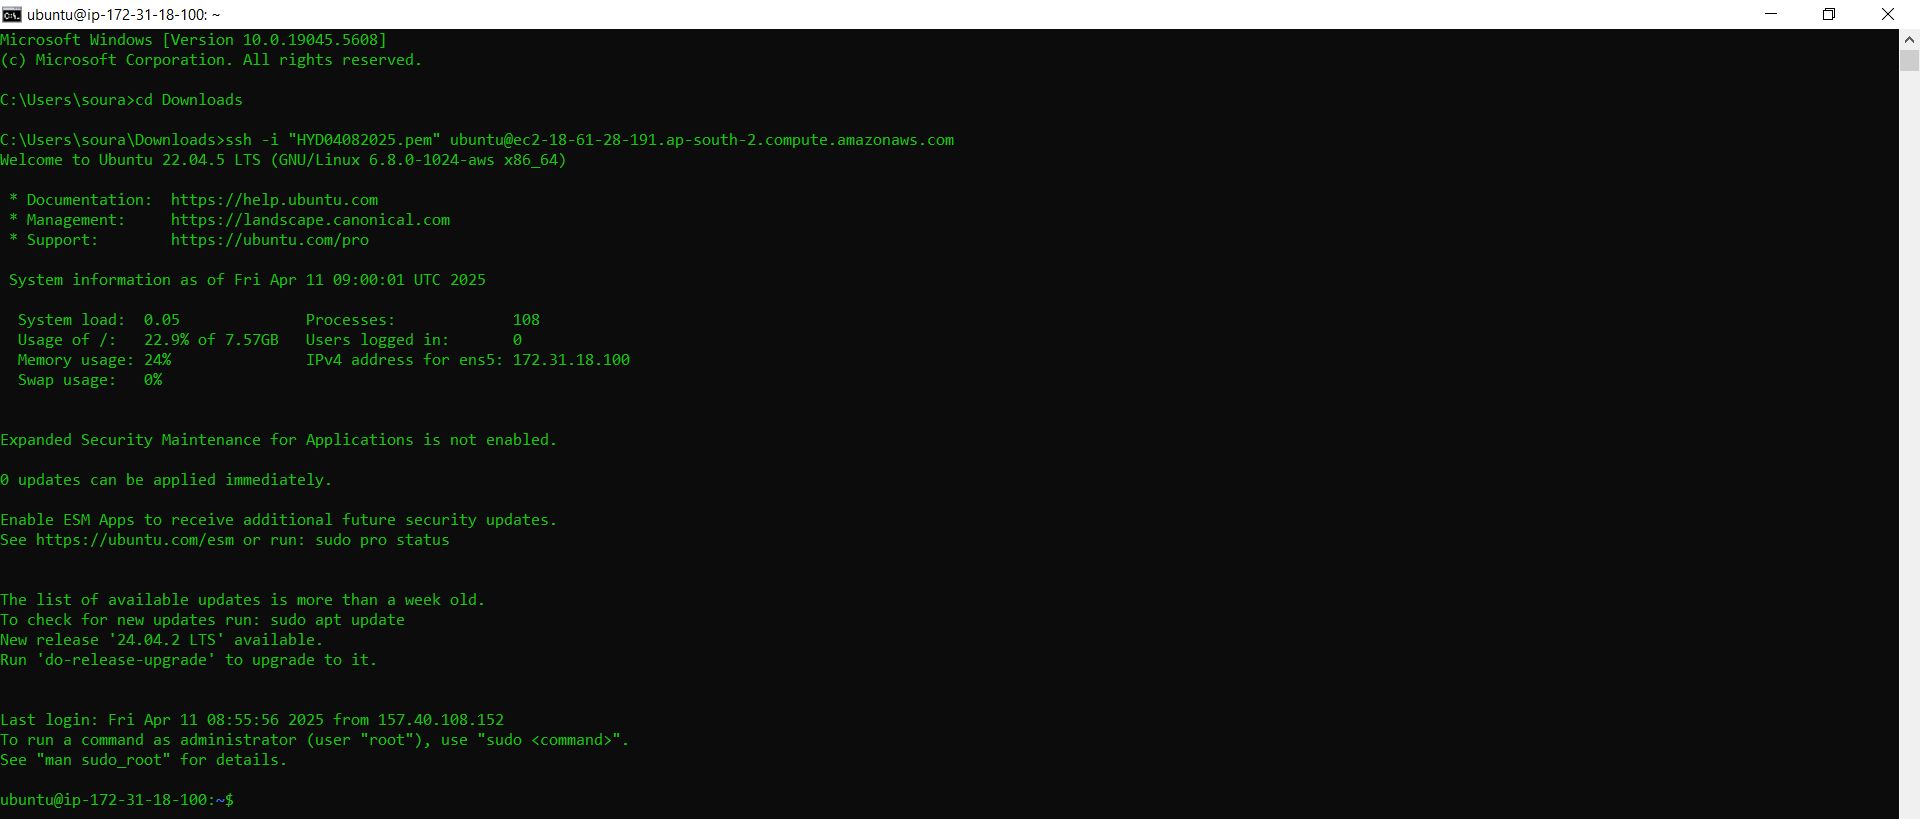 ubuntu@ip-172-31-18-100: ~
Microsoft Windows [Version 10.0.19045.5608]
(c) Microsoft Corporation. All rights reserved.
C:\Users\soura>cd Downloads
C:\Users\soura\Downloads>ssh -i "HYD04082025.pem" ubuntu@ec2-18-61-28-191.ap-south-2.compute.amazonaws.com
Welcome to Ubuntu 22.04.5 LTS (GNU/Linux 6.8.0-1024-aws x86_64)
* Documentation:  https://help.ubuntu.com
* Management:     https://landscape.canonical.com
* Support:        https://ubuntu.com/pro
System information as of Fri Apr 11 09:00:01 UTC 2025
System load:  0.05              Processes:             108
Usage of /:   22.9% of 7.57GB   Users logged in:       0
Memory usage: 24%               IPv4 address for ens5: 172.31.18.100
Swap usage:   0%
Expanded Security Maintenance for Applications is not enabled.
0 updates can be applied immediately.
Enable ESM Apps to receive additional future security updates.
See https://ubuntu.com/esm or run: sudo pro status
The list of available updates is more than a week old.
To check for new updates run: sudo apt update
New release '24.04.2 LTS' available.
Run 'do-release-upgrade' to upgrade to it.
Last login: Fri Apr 11 08:55:56 2025 from 157.40.108.152
To run a command as administrator (user "root"), use "sudo <command>".
See "man sudo_root" for details.
ubuntu@ip-172-31-18-100:~$